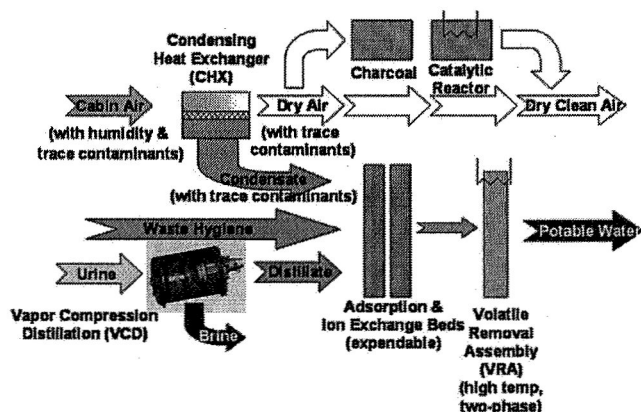 Condensing
Heat Exchanger
(CHX)
Charcoal
Catalytic
Reactor
Cabin Air
Dry Air
Dry Clean Air
(with humidity &
trace contaminants)
(with trace
contaminants)
Condensate
(with trace contaminants)
Waste Hygiene
Potable Water
Urine
Distillate
Vapor Compression
Distillation (VCD)
Brine
Adsorption &
Ion Exchange Beds
(expendable)
Volatile
Removal
Assembly
(VRA)
(high temp,
two-phase)